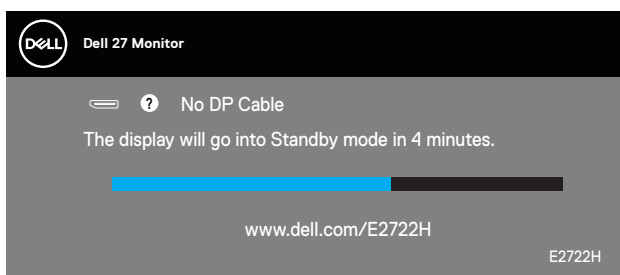 DELL
Dell 27 Monitor
? No DP Cable
The display will go into Standby mode in 4 minutes.
www.dell.com/E2722H
E2722H